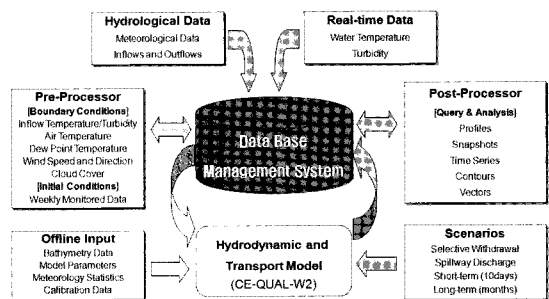 Hydrological Data
Meteorological Data
Inflows and Outflows
Real-time Data
Water Temperature
Turbidity
Pre-Processor
[Boundary Conditions]
Inflow Temperature/Turbidity
Air Temperature
Dew Point Temperature
Wind Speed and Direction
Cloud Cover
[Initial Conditions]
Weekly Monitored Data
Data Base
Management System
Post-Processor
[Query & Analysis]
Profiles
Snapshots
Time Series
Contours
Vectors
Offline Input
Bathymetry Data
Model Parameters
Meteorology Statistics
Calibration Data
Hydrodynamic and
Transport Model
(CE-QUAL-W2)
Scenarios
Selective Withdrawal
Spillway Discharge
Short-term (10days)
Long-term (months)